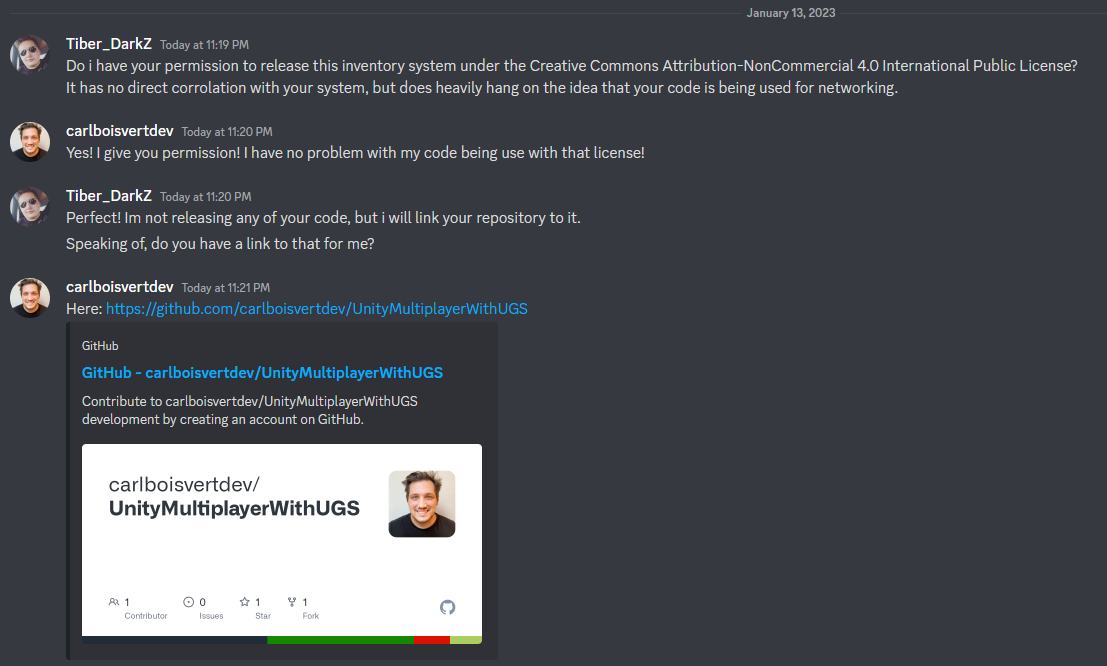 January 13, 2023
Tiber_DarkZ Today at 11:19 PM
Do i have your permission to release this inventory system under the Creative Commons Attribution-NonCommercial 4.0 International Public License?
It has no direct corrolation with your system, but does heavily hang on the idea that your code is being used for networking.
carlboisvertdev Today at 11:20 PM
Yes! I give you permission! I have no problem with my code being use with that license!
Tiber_DarkZ Today at 11:20 PM
Perfect! Im not releasing any of your code, but i will link your repository to it.
Speaking of, do you have a link to that for me?
carlboisvertdev Today at 11:21 PM
Here: https://github.com/carlboisvertdev/UnityMultiplayerWithUGS
GitHub
GitHub - carlboisvertdev/UnityMultiplayerWithUGS
Contribute to carlboisvertdev/UnityMultiplayerWithUGS
development by creating an account on GitHub.
carlboisvertdev/
UnityMultiplayerWithUGS
1 0 1 1
Contributor Issues Star Fork